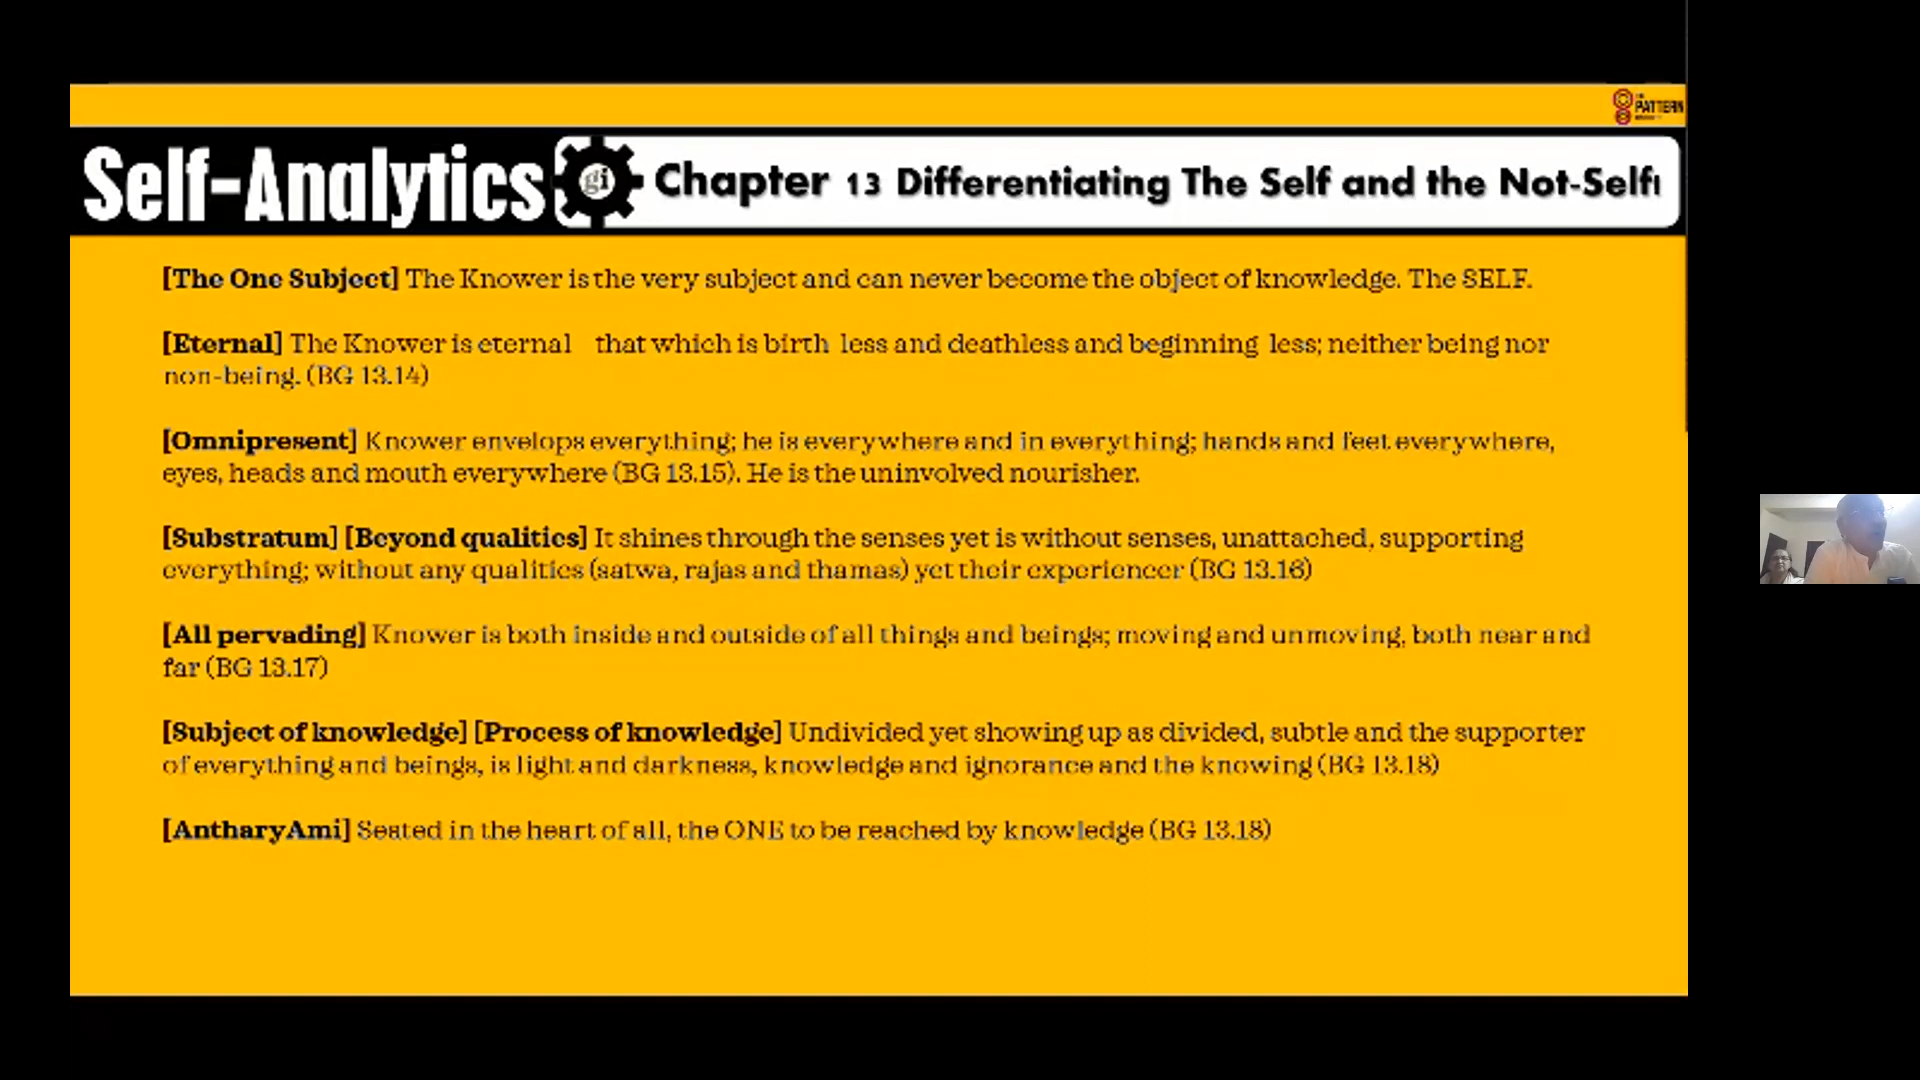 PATTERN
Self-Analytics gi Chapter 13 Differentiating The Self and the Not-Self
[The One Subject] The Knower is the very subject and can never become the object of knowledge. The SELF.
[Eternal] The Knower is eternal that which is birth less and deathless and beginning less; neither being nor
non-being. (BG 13.14)
[Omnipresent] Knower envelops everything; he is everywhere and in everything; hands and feet everywhere,
eyes, heads and mouth everywhere (BG 13.15). He is the uninvolved nourisher.
[Substratum] [Beyond qualities] It shines through the senses yet is without senses, unattached, supporting
everything; without any qualities (satwa, rajas and thamas) yet their experiencer (BG 13.16)
[All pervading] Knower is both inside and outside of all things and beings; moving and unmoving, both near and
far (BG 13.17)
[Subject of knowledge] [Process of knowledge] Undivided yet showing up as divided, subtle and the supporter
of everything and beings, is light and darkness, knowledge and ignorance and the knowing (BG 13.18)
[AntharyAmi] Seated in the heart of all, the ONE to be reached by knowledge (BG 13.18)